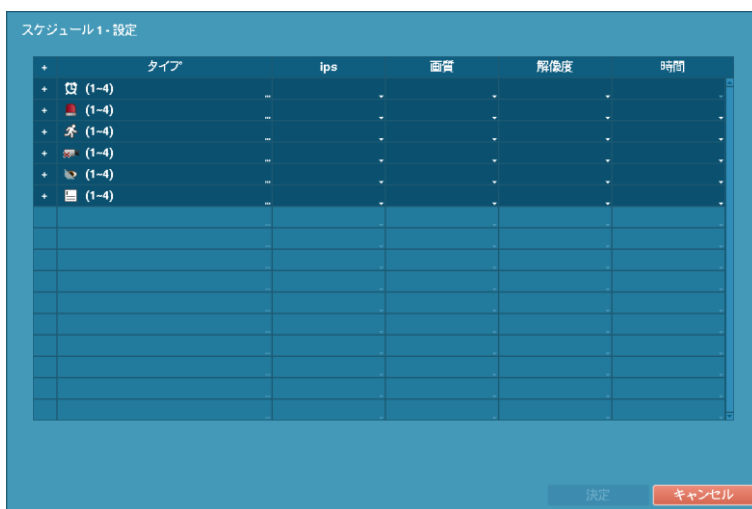 スケジュール1 - 設定
+ タイプ ips 画質 解像度 時間
+ (1~4) ...
+ (1~4) ...
+ (1~4) ...
+ (1~4) ...
+ (1~4) ...
+ (1~4) ...
決定 キャンセル